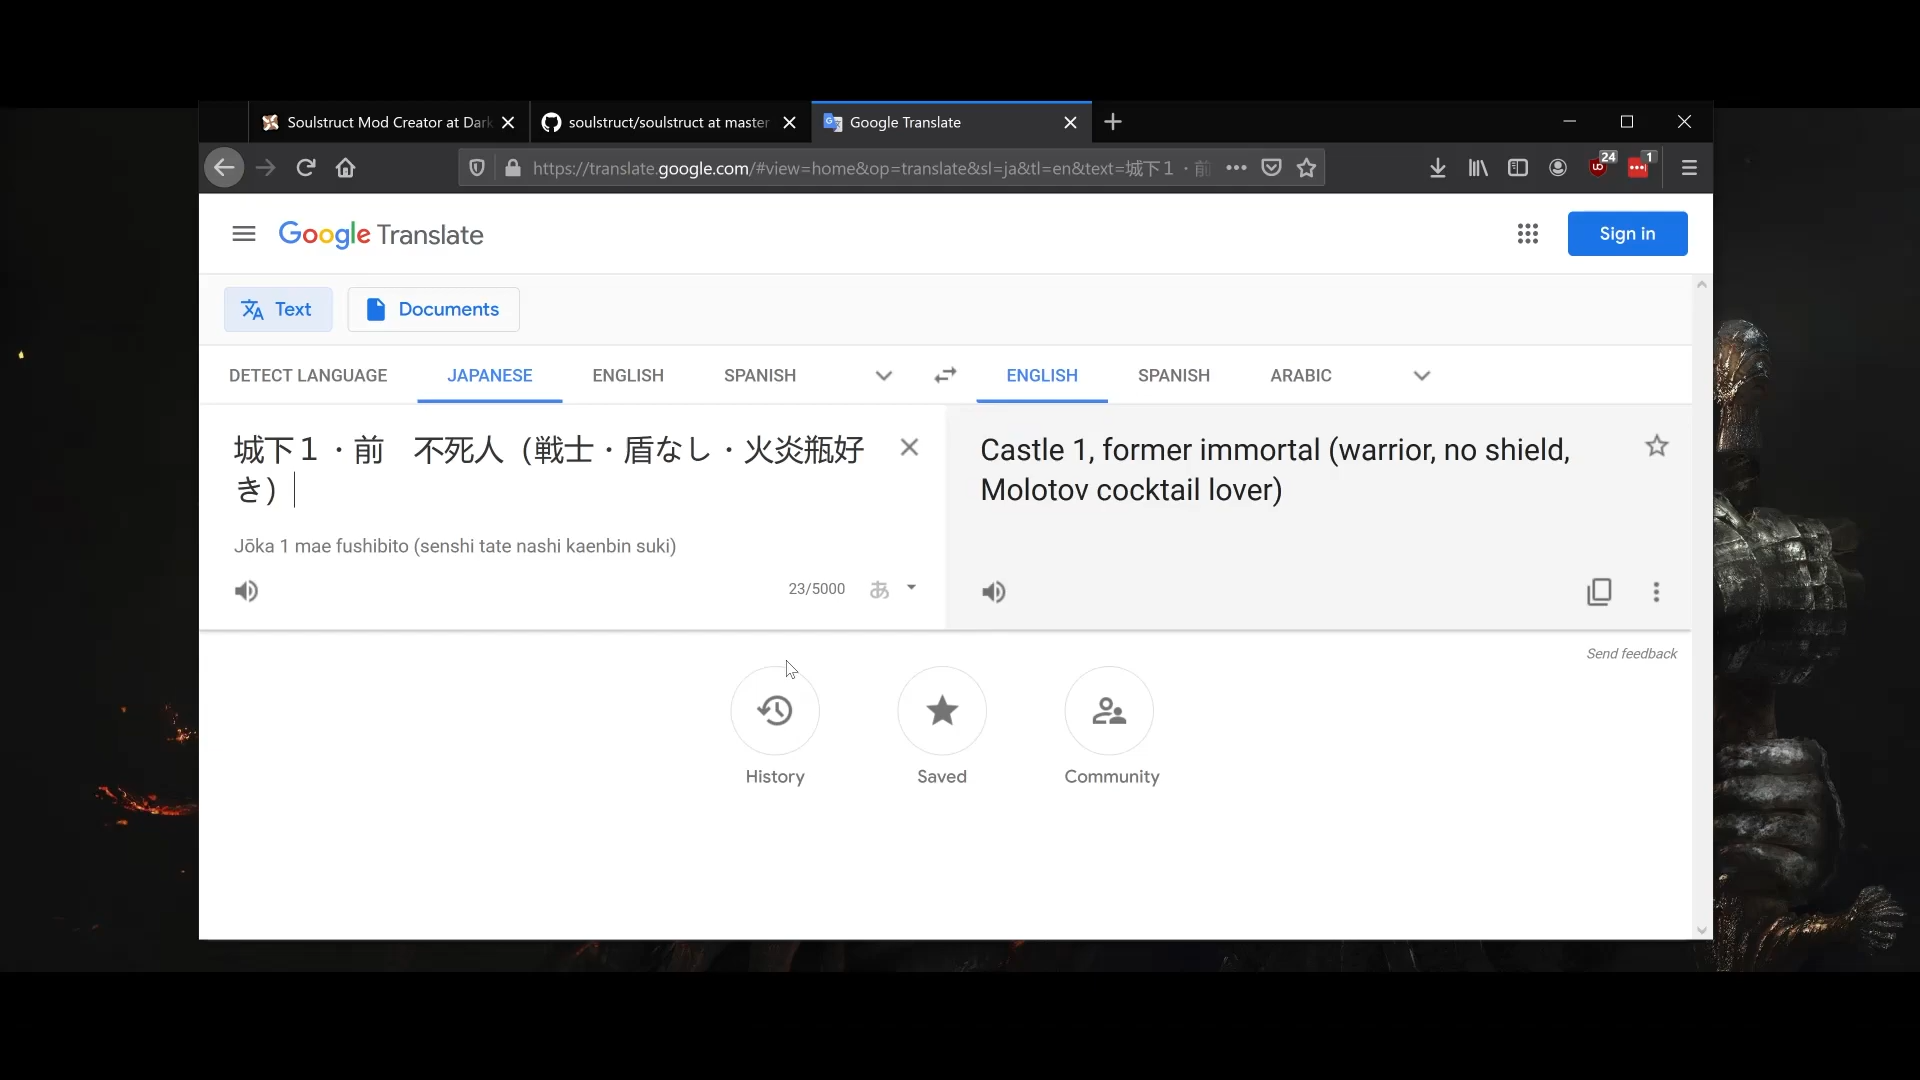 Soulstruct Mod Creator at Dark
soulstruct/soulstruct at master
Google Translate
https://translate.google.com/#view=home&op=translate&sl=ja&tl=en&text=城下１・前
24
1
Google Translate
Sign in
Text
Documents
DETECT LANGUAGE
JAPANESE
ENGLISH
SPANISH
ENGLISH
SPANISH
ARABIC
城下１・前　不死人（戦士・盾なし・火炎瓶好
き）
Jōka 1 mae fushibito (senshi tate nashi kaenbin suki)
23/5000
あ
Castle 1, former immortal (warrior, no shield,
Molotov cocktail lover)
Send feedback
History
Saved
Community